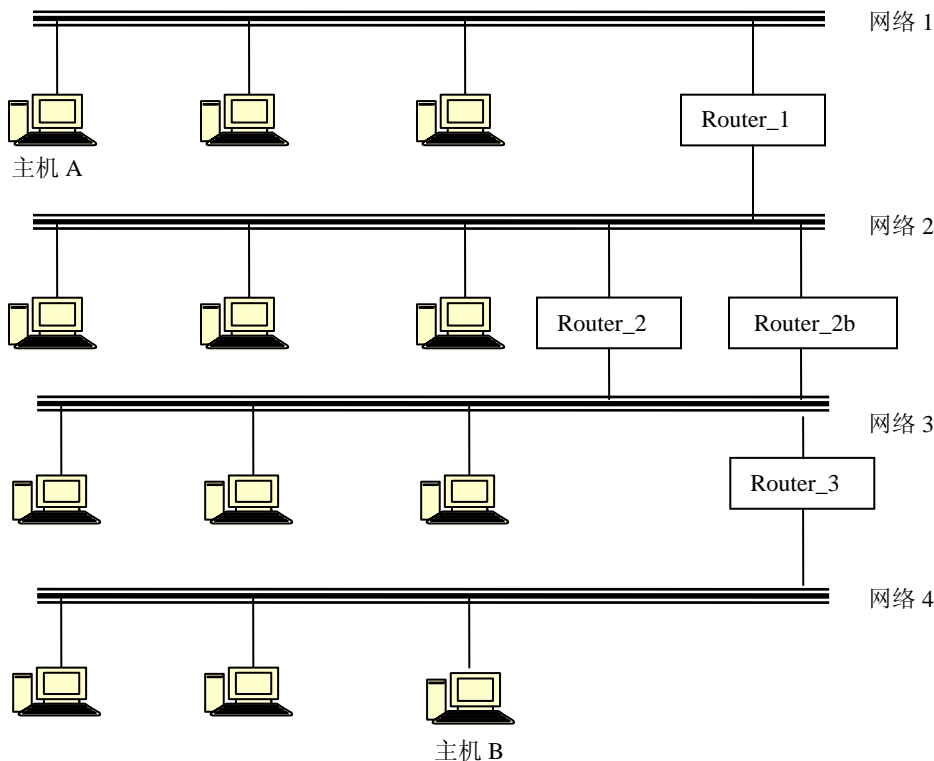 网络 1
Router_1
主机 A
网络 2
Router_2
Router_2b
网络 3
Router_3
网络 4
主机 B